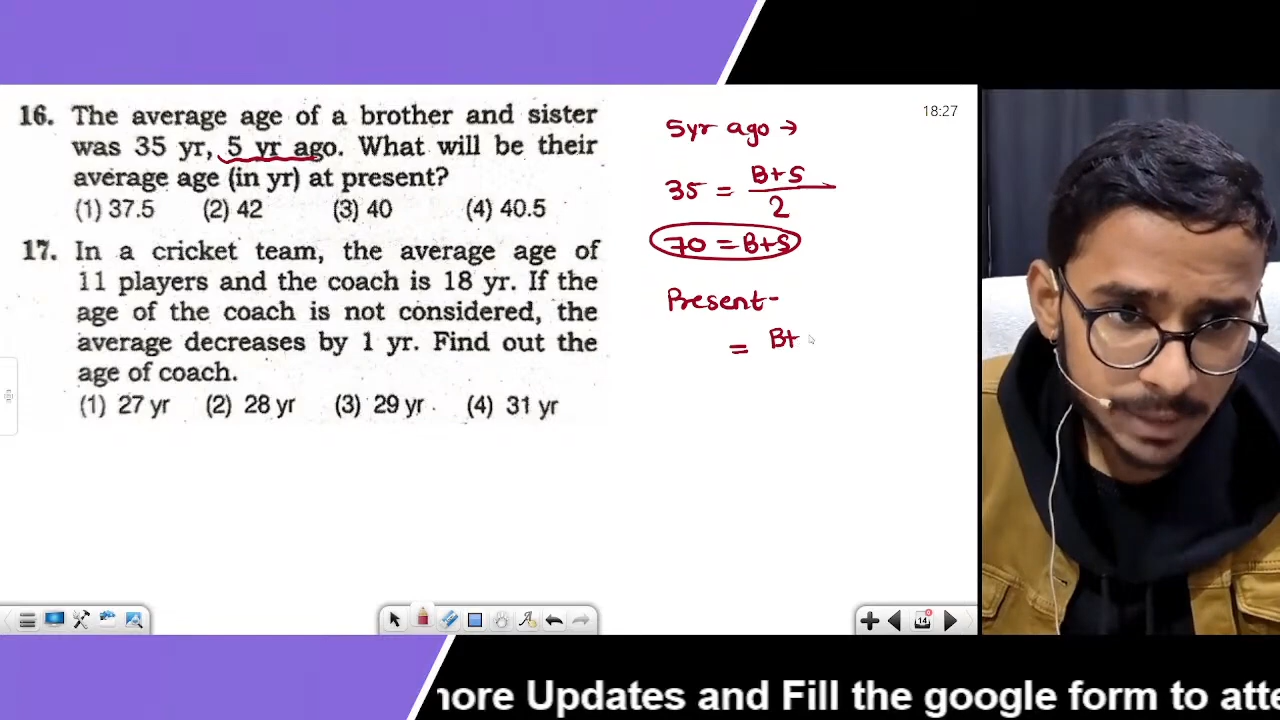 16. The average age of a brother and sister
was 35 yr, 5 yr ago. What will be their
average age (in yr) at present?
(1) 37.5 (2) 42 (3) 40 (4) 40.5
17. In a cricket team, the average age of
11 players and the coach is 18 yr. If the
age of the coach is not considered, the
average decreases by 1 yr. Find out the
age of coach.
(1) 27 yr (2) 28 yr (3) 29 yr (4) 31 yr
18:27
5yr ago →
35 = B+S
2
70 = B+S
Present-
= B+
14
more Updates and Fill the google form to